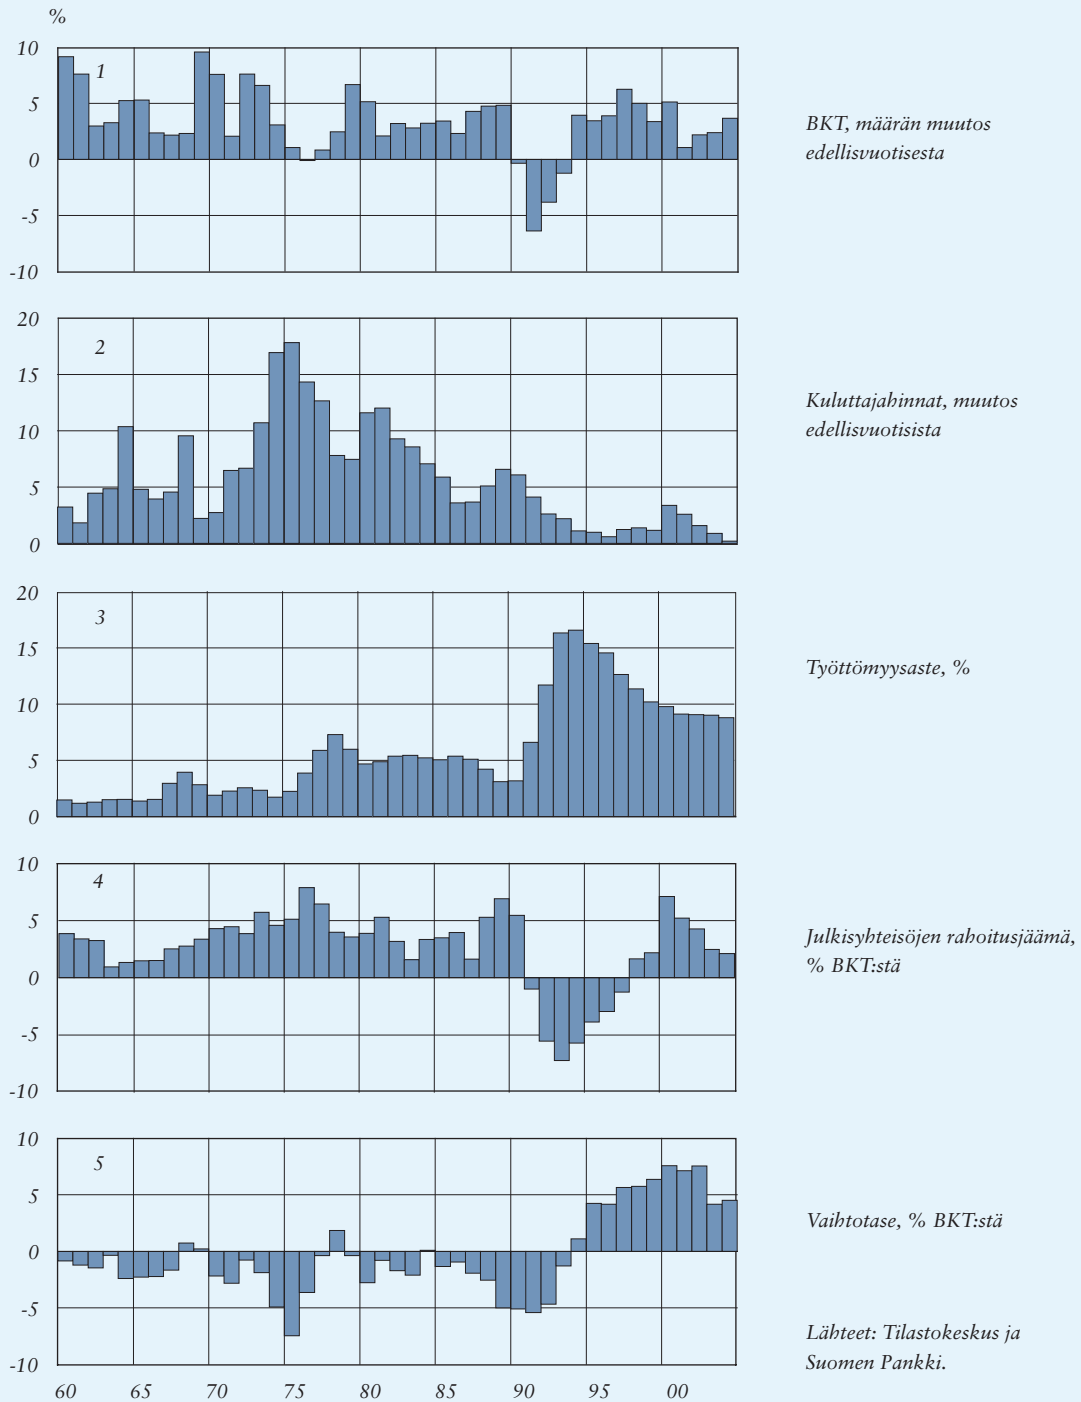 %
10
5
0
-5
-10
1
BKT, määrän muutos
edellisvuotisesta
20
15
10
5
0
2
Kuluttajahinnat, muutos
edellisvuotisista
20
15
10
5
0
3
Työttömyysaste, %
10
5
0
-5
-10
4
Julkisyhteisöjen rahoitusjäämä,
% BKT:stä
10
5
0
-5
-10
5
Vaihtotase, % BKT:stä
Lähteet: Tilastokeskus ja
Suomen Pankki.
60 65 70 75 80 85 90 95 00